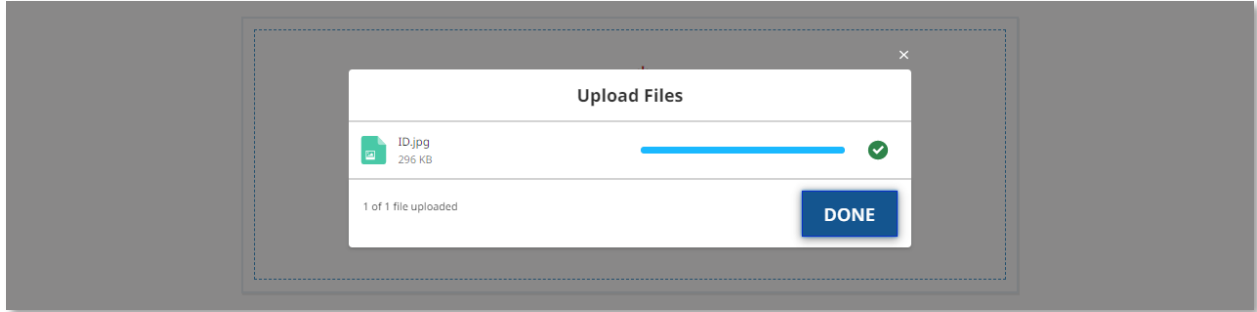 ×
Upload Files
ID.jpg
296 KB
1 of 1 file uploaded
DONE